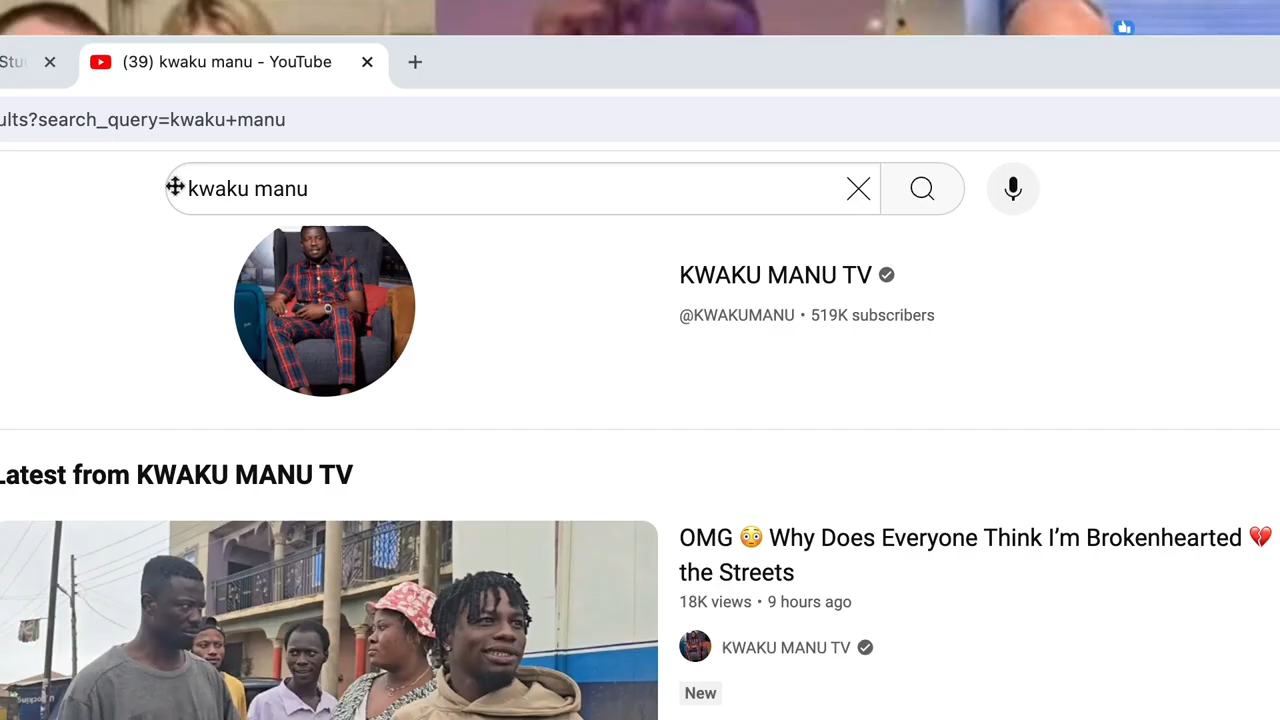 (39) kwaku manu - YouTube
ults?search_query=kwaku+manu
kwaku manu
KWAKU MANU TV
@KWAKUMANU • 519K subscribers
Latest from KWAKU MANU TV
OMG 😳 Why Does Everyone Think I’m Brokenhearted 💔
the Streets
18K views • 9 hours ago
KWAKU MANU TV
New